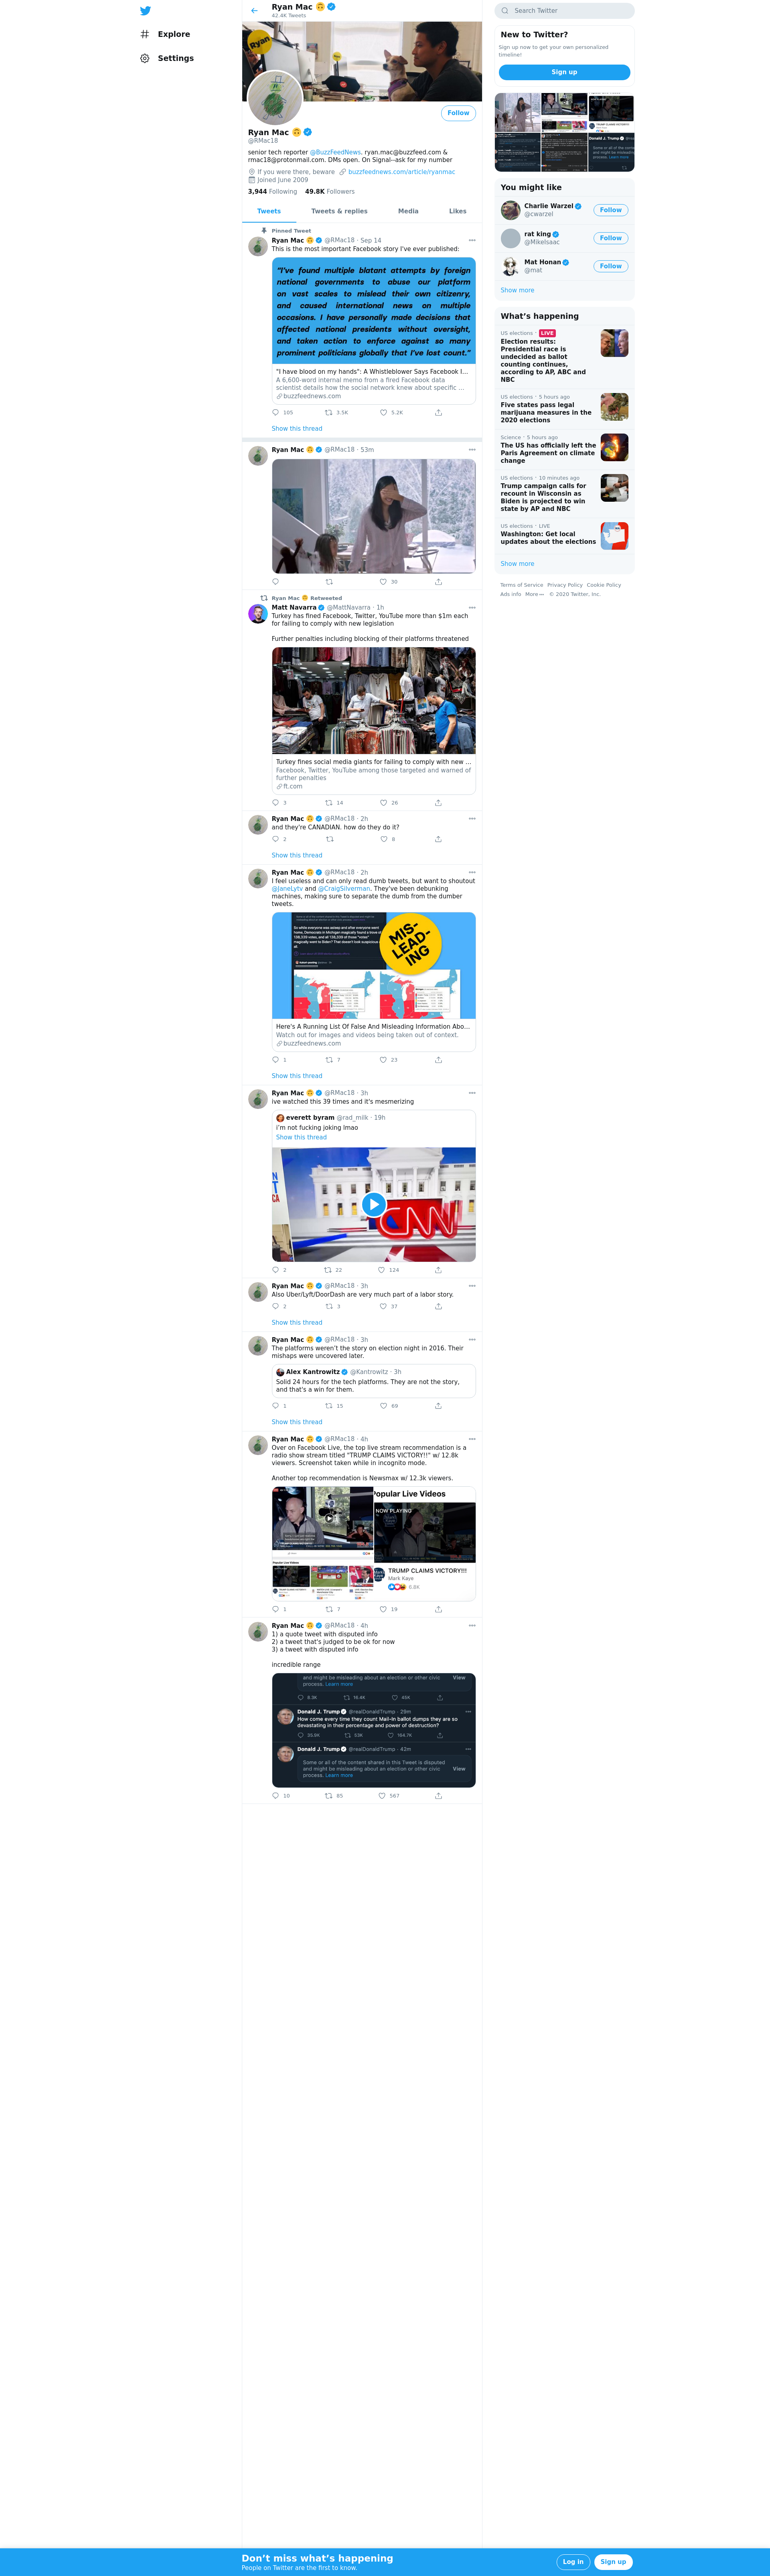 Explore
Settings
Ryan Mac
42.4K Tweets
Ryan
Follow
Ryan Mac
@RMac18
senior tech reporter @BuzzFeedNews. ryan.mac@buzzfeed.com &
rmac18@protonmail.com. DMs open. On Signal--ask for my number
If you were there, beware buzzfeednews.com/article/ryanmac
Joined June 2009
3,944 Following 49.8K Followers
Tweets Tweets & replies Media Likes
Pinned Tweet
Ryan Mac @RMac18 · Sep 14
This is the most important Facebook story I've ever published:
"I've found multiple blatant attempts by foreign
national governments to abuse our platform
on vast scales to mislead their own citizenry,
and caused international news on multiple
occasions. I have personally made decisions that
affected national presidents without oversight,
and taken action to enforce against so many
prominent politicians globally that I've lost count."
"I have blood on my hands": A Whistleblower Says Facebook I...
A 6,600-word internal memo from a fired Facebook data
scientist details how the social network knew about specific ...
buzzfeednews.com
105 3.5K 5.2K
Show this thread
Ryan Mac @RMac18 · 53m
30
Ryan Mac Retweeted
Matt Navarra @MattNavarra · 1h
Turkey has fined Facebook, Twitter, YouTube more than $1m each
for failing to comply with new legislation
Further penalties including blocking of their platforms threatened
Turkey fines social media giants for failing to comply with new ...
Facebook, Twitter, YouTube among those targeted and warned of
further penalties
ft.com
3 14 26
Ryan Mac @RMac18 · 2h
and they're CANADIAN. how do they do it?
2 8
Show this thread
Ryan Mac @RMac18 · 2h
I feel useless and can only read dumb tweets, but want to shoutout
@JaneLytv and @CraigSilverman. They've been debunking
machines, making sure to separate the dumb from the dumber
tweets.
MIS-
LEAD-
ING
Here's A Running List Of False And Misleading Information Abo...
Watch out for images and videos being taken out of context.
buzzfeednews.com
1 7 23
Show this thread
Ryan Mac @RMac18 · 3h
ive watched this 39 times and it's mesmerizing
everett byram @rad_milk · 19h
i'm not fucking joking lmao
Show this thread
CNN
2 22 124
Ryan Mac @RMac18 · 3h
Also Uber/Lyft/DoorDash are very much part of a labor story.
2 3 37
Show this thread
Ryan Mac @RMac18 · 3h
The platforms weren't the story on election night in 2016. Their
mishaps were uncovered later.
Alex Kantrowitz @Kantrowitz · 3h
Solid 24 hours for the tech platforms. They are not the story,
and that's a win for them.
1 15 69
Show this thread
Ryan Mac @RMac18 · 4h
Over on Facebook Live, the top live stream recommendation is a
radio show stream titled "TRUMP CLAIMS VICTORY!!" w/ 12.8k
viewers. Screenshot taken while in incognito mode.
Another top recommendation is Newsmax w/ 12.3k viewers.
Popular Live Videos
NOW PLAYING
TRUMP CLAIMS VICTORY!!!
Mark Kaye
6.6K
1 7 19
Ryan Mac @RMac18 · 4h
1) a quote tweet with disputed info
2) a tweet that's judged to be ok for now
3) a tweet with disputed info
incredible range
and might be misleading about an election or other civic View
process. Learn more
8.3K 16.4K 45K
Donald J. Trump @realDonaldTrump · 29m
How come every time they count Mail-In ballot dumps they are so
devastating in their percentage and power of destruction?
Donald J. Trump @realDonaldTrump · 42m
Some or all of the content shared in this Tweet is disputed
and might be misleading about an election or other civic View
process. Learn more
10 85 567
Search Twitter
New to Twitter?
Sign up now to get your own personalized
timeline!
Sign up
You might like
Charlie Warzel
@cwarzel
Follow
rat king
@MikeIsaac
Follow
Mat Honan
@mat
Follow
Show more
What's happening
US elections · LIVE
Election results:
Presidential race is
undecided as ballot
counting continues,
according to AP, ABC and
NBC
US elections · 5 hours ago
Five states pass legal
marijuana measures in the
2020 elections
Science · 5 hours ago
The US has officially left the
Paris Agreement on climate
change
US elections · 10 minutes ago
Trump campaign calls for
recount in Wisconsin as
Biden is projected to win
state by AP and NBC
US elections · LIVE
Washington: Get local
updates about the elections
Show more
Terms of Service Privacy Policy Cookie Policy
Ads info More © 2020 Twitter, Inc.
Don't miss what's happening
People on Twitter are the first to know.
Log in Sign up